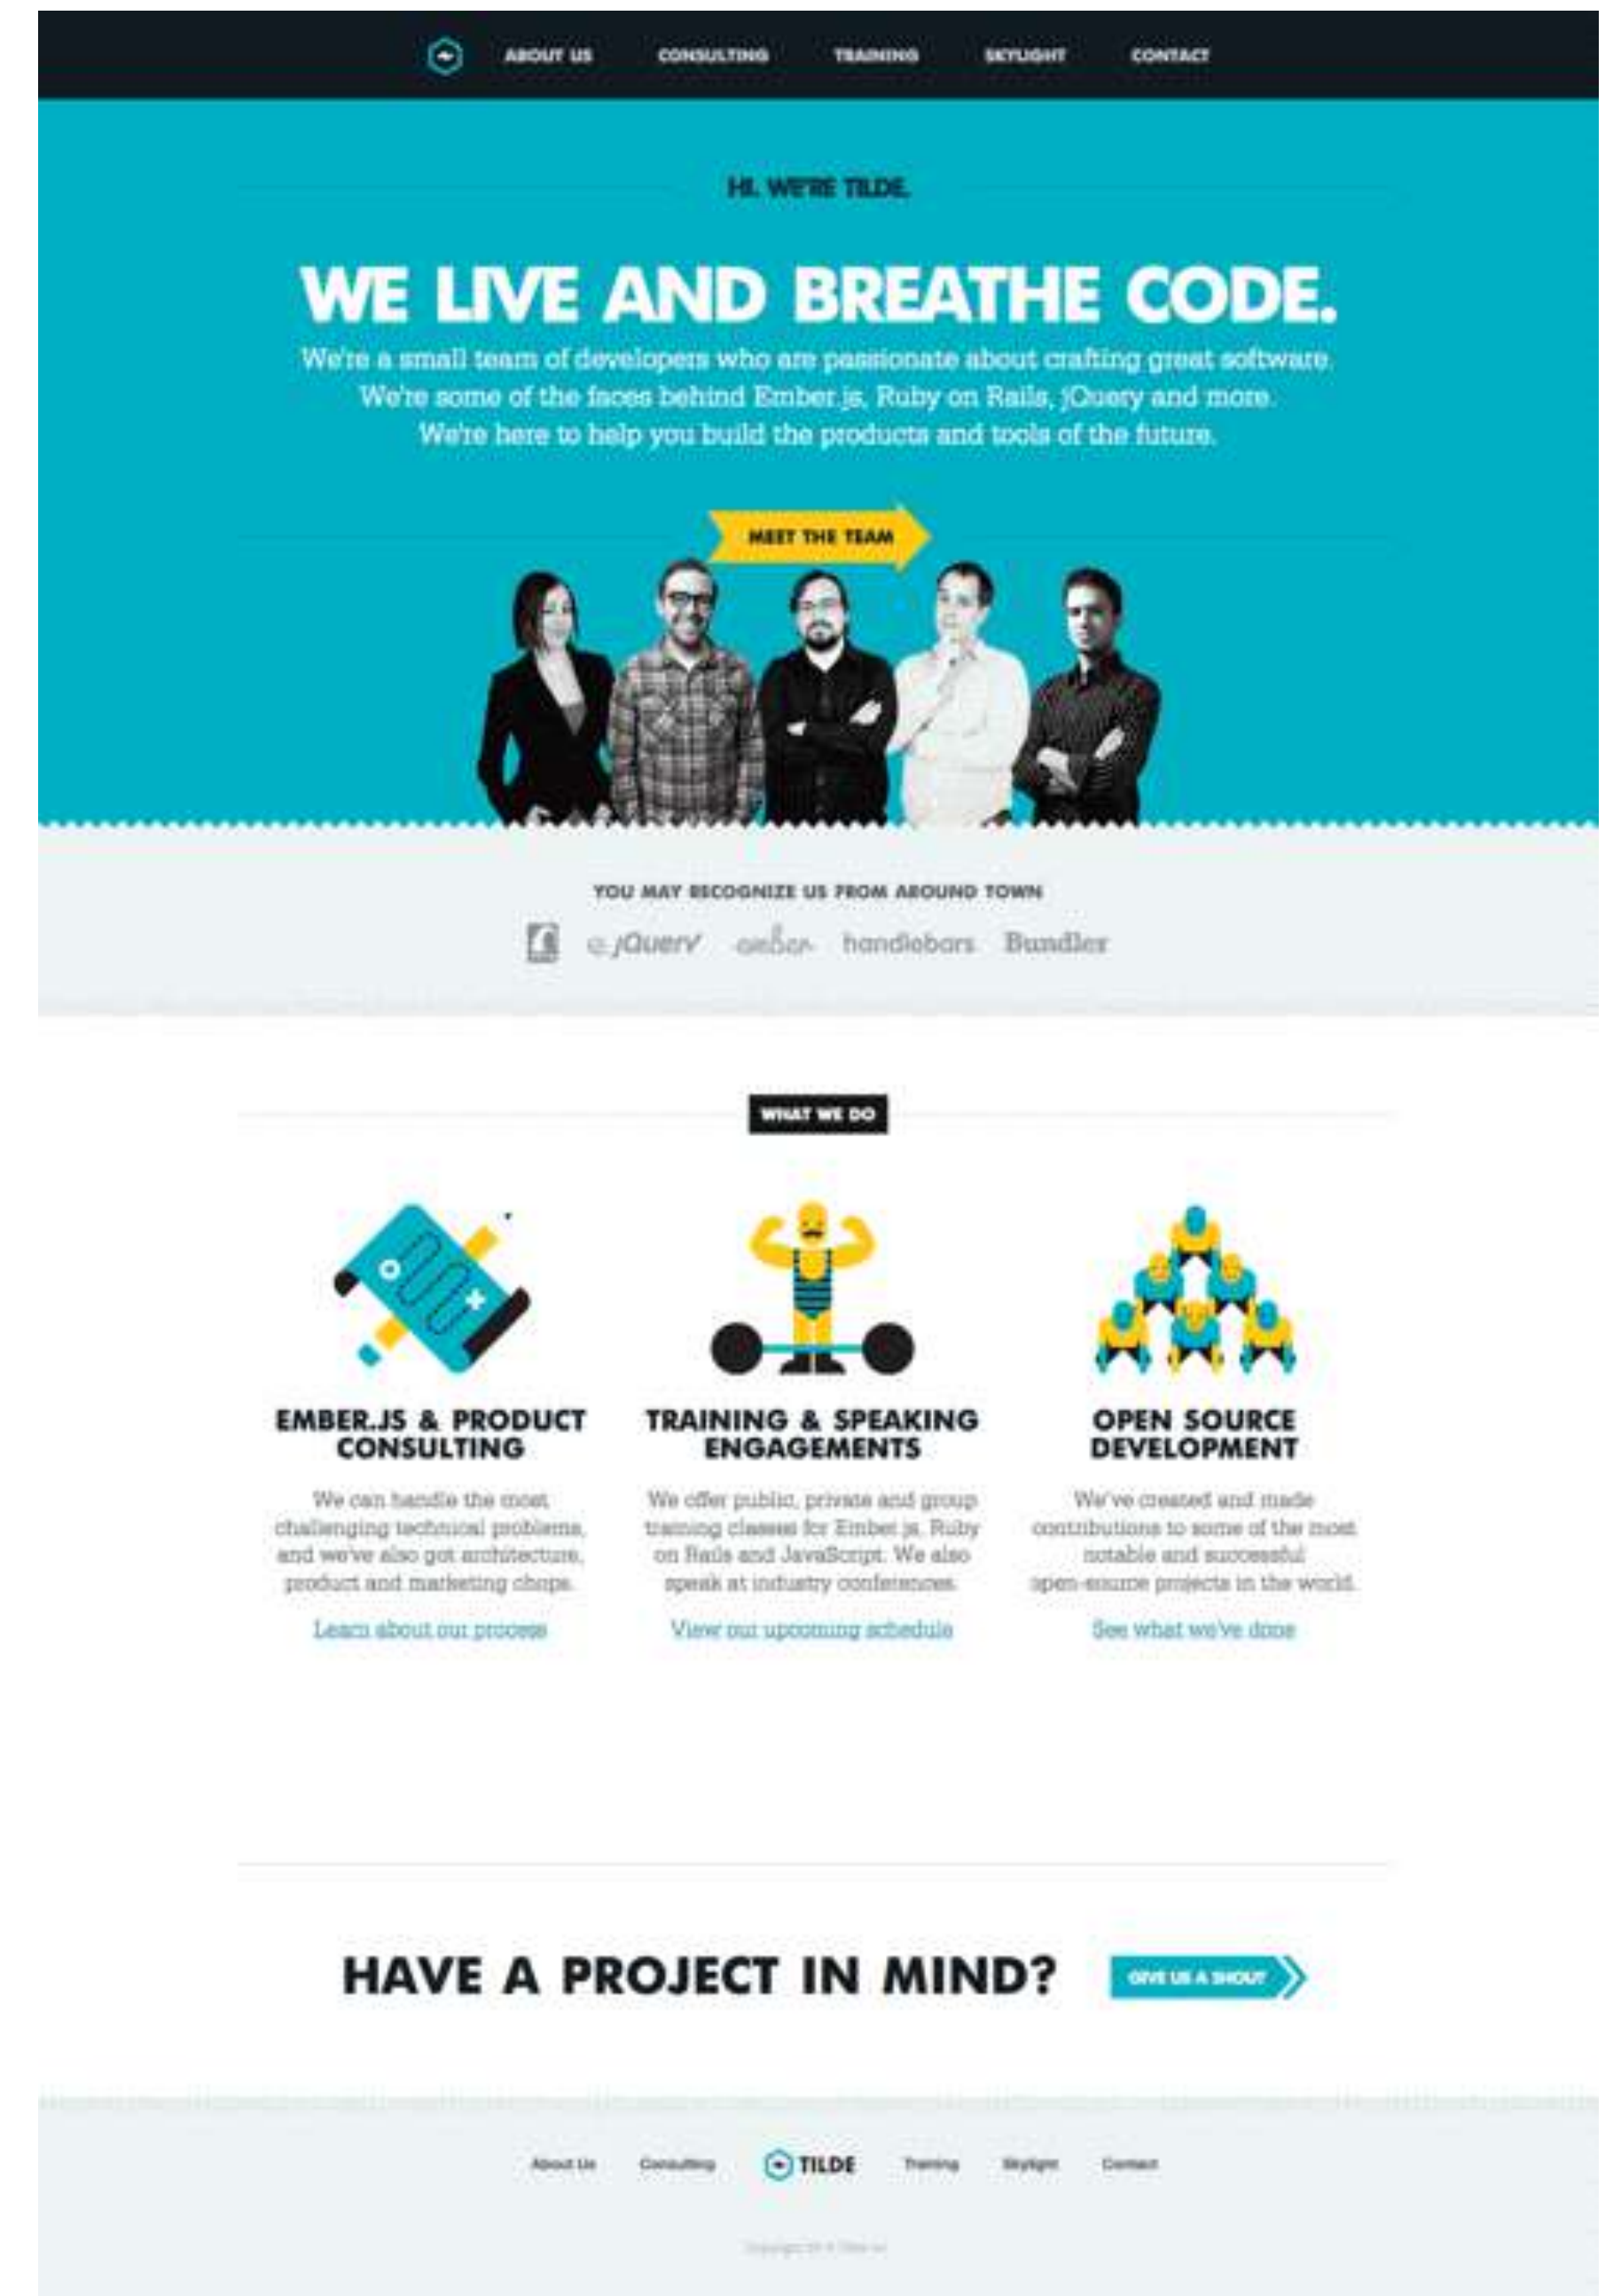 ABOUT US CONSULTING TRAINING SKYLIGHT CONTACT
HI. WE'RE TILDE.
WE LIVE AND BREATHE CODE.
We're a small team of developers who are passionate about crafting great software.
We're some of the faces behind Ember.js, Ruby on Rails, jQuery and more.
We're here to help you build the products and tools of the future.
MEET THE TEAM
YOU MAY RECOGNIZE US FROM AROUND TOWN
jQuery ember handlebars Bundler
WHAT WE DO
EMBER.JS & PRODUCT
CONSULTING
We can handle the most
challenging technical problems,
and we've also got architecture,
product and marketing chops.
Learn about our process
TRAINING & SPEAKING
ENGAGEMENTS
We offer public, private and group
training classes for Ember.js, Ruby
on Rails and JavaScript. We also
speak at industry conferences.
View our upcoming schedule
OPEN SOURCE
DEVELOPMENT
We've created and made
contributions to some of the most
notable and successful
open-source projects in the world.
See what we've done
HAVE A PROJECT IN MIND?
GIVE US A SHOUT
About Us Consulting TILDE Training Skylight Contact